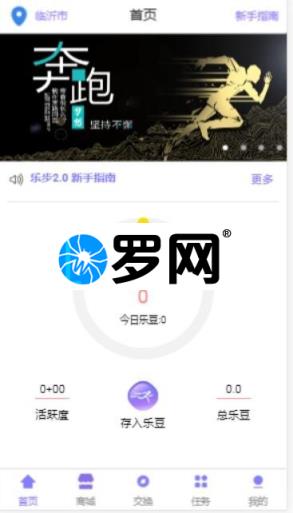 临沂市
首页
新手指南
奔跑
梦想
坚持不懈
乐步2.0 新手指南
更多
罗网®
0
今日乐豆:0
0+00
活跃度
存入乐豆
0.0
总乐豆
首页
商城
交换
任务
我的